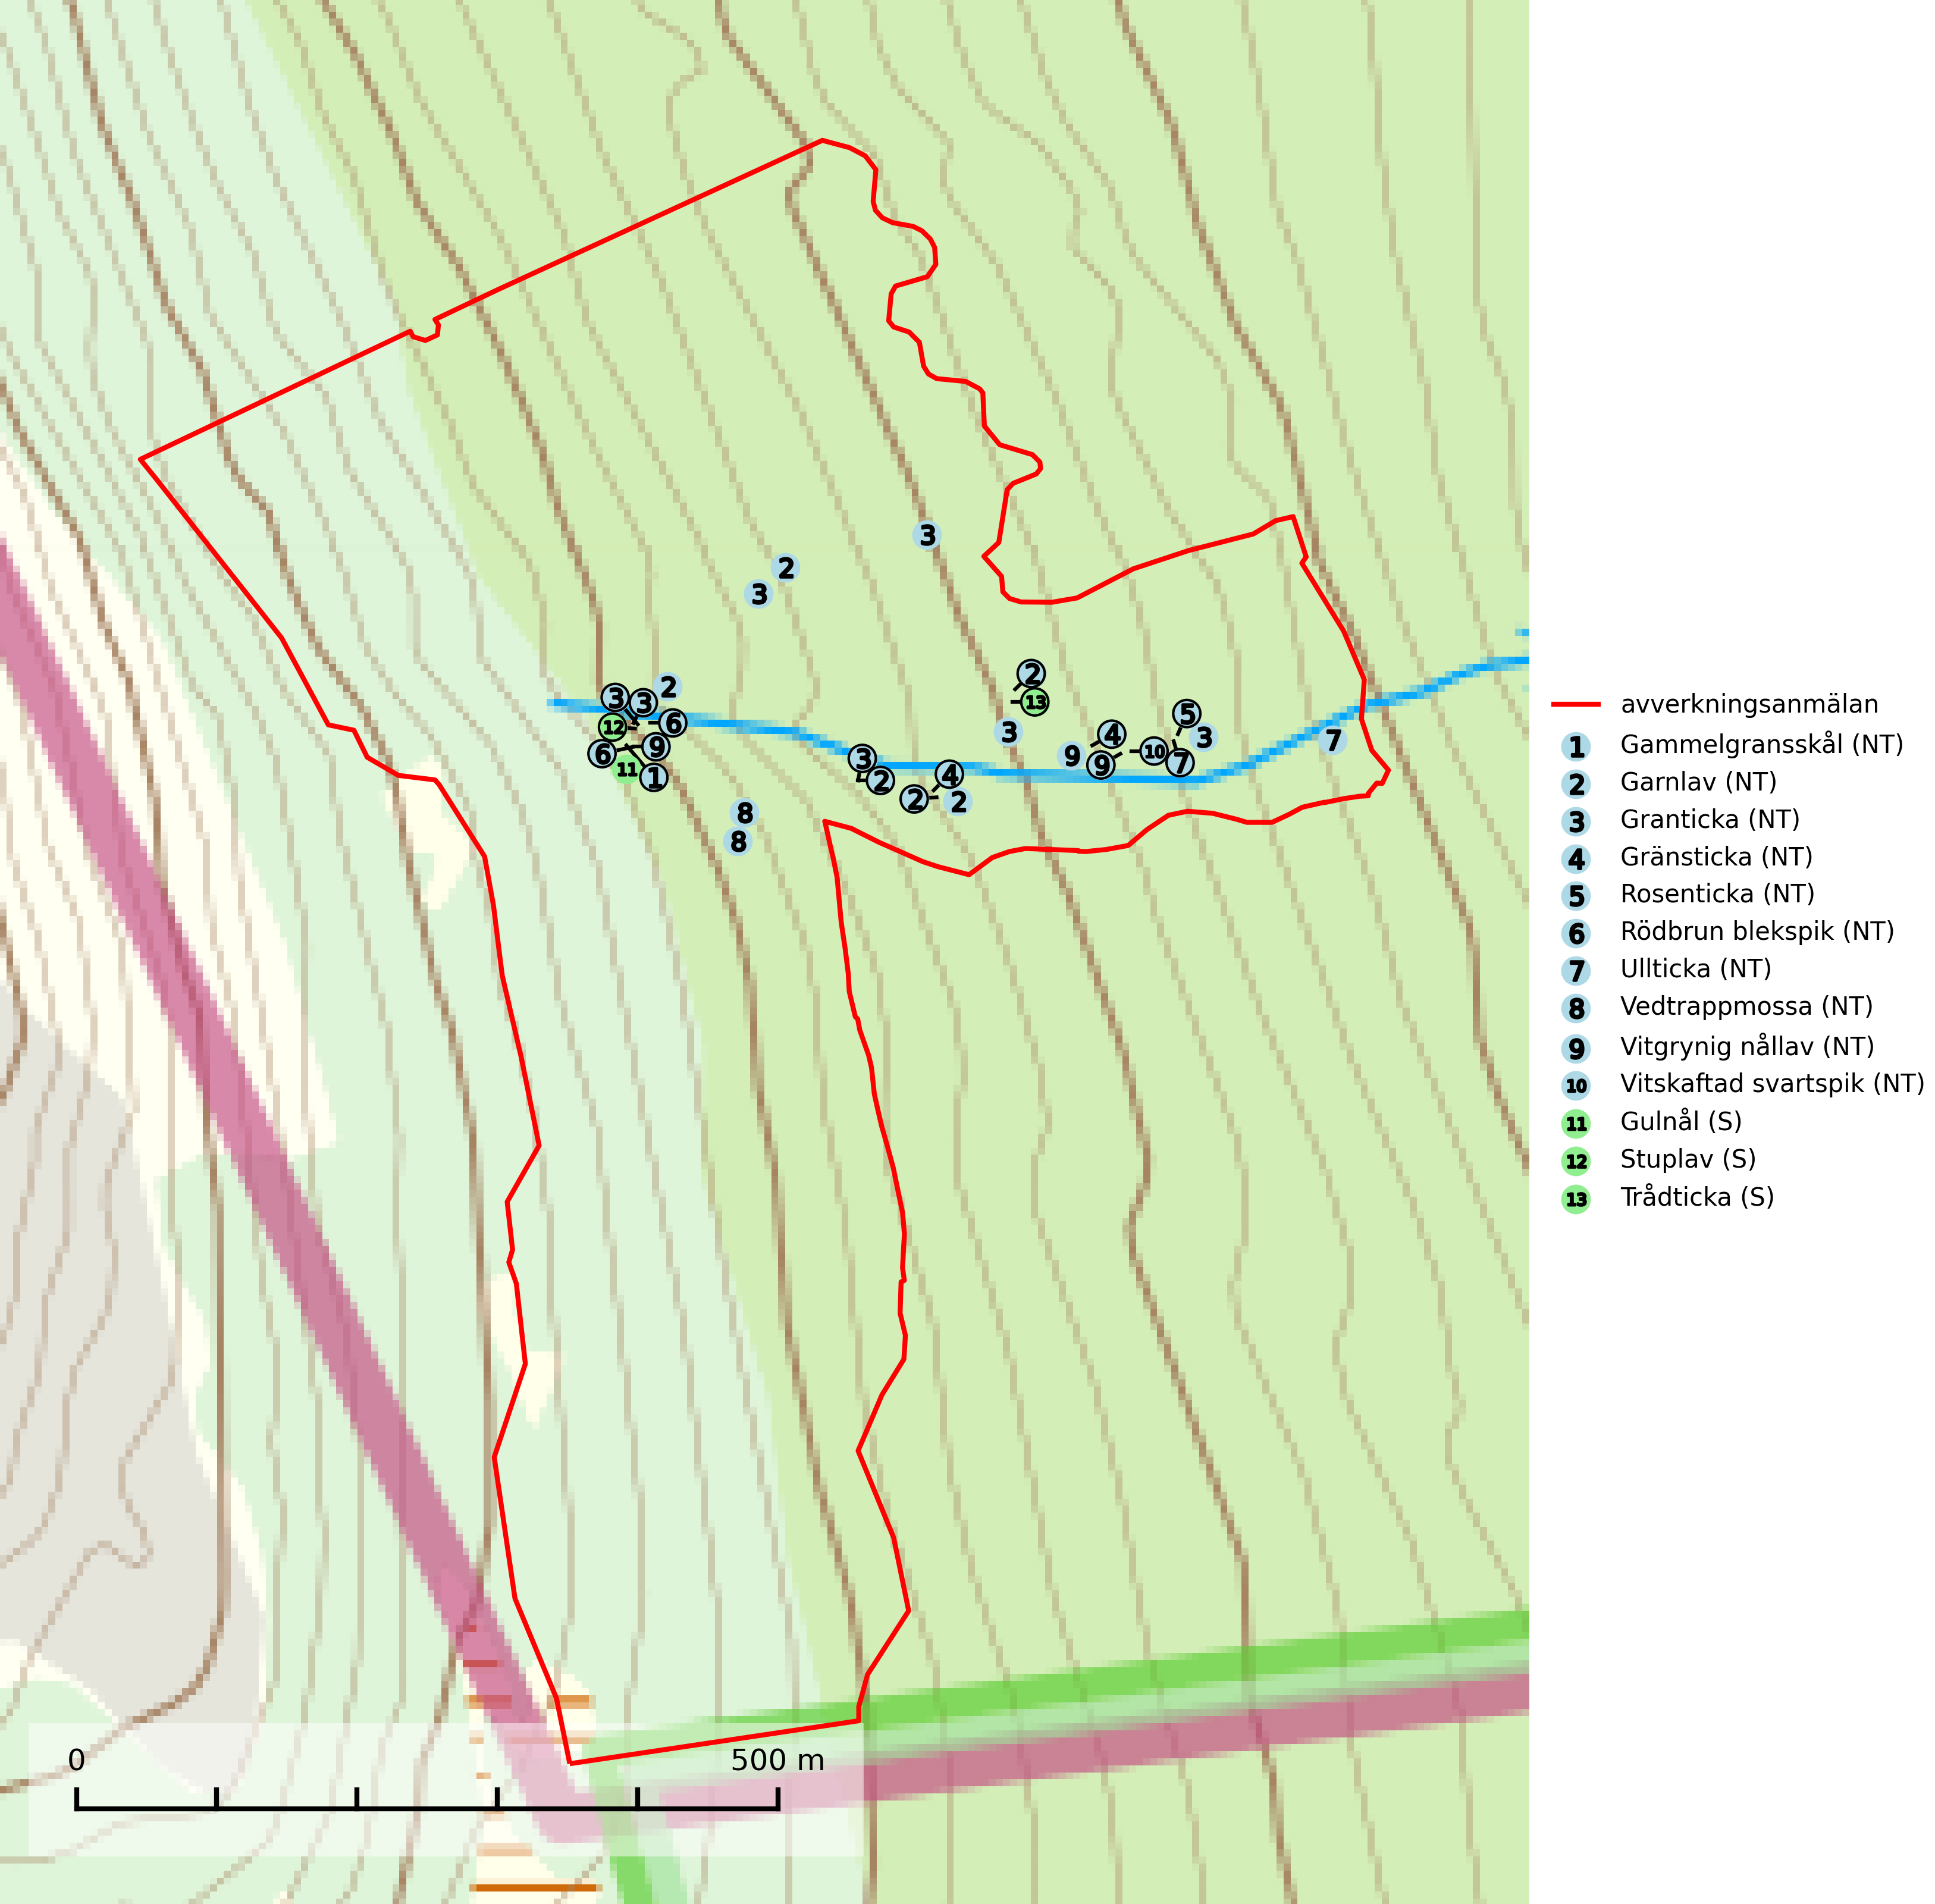 3
2
3
2
2
3 3 2
13
12 6
5
3
4
3
7
6 9
10
9
3
7
9
11
1
4
2
2
2
8
8
avverkningsanmälan
1 Gammelgransskål (NT)
2 Garnlav (NT)
3 Granticka (NT)
4 Gränsticka (NT)
5 Rosenticka (NT)
6 Rödbrun blekspik (NT)
7 Ullticka (NT)
8 Vedtrappmossa (NT)
9 Vitgrynig nållav (NT)
10 Vitskaftad svartspik (NT)
11 Gulnål (S)
12 Stuplav (S)
13 Trådticka (S)
0 500 m